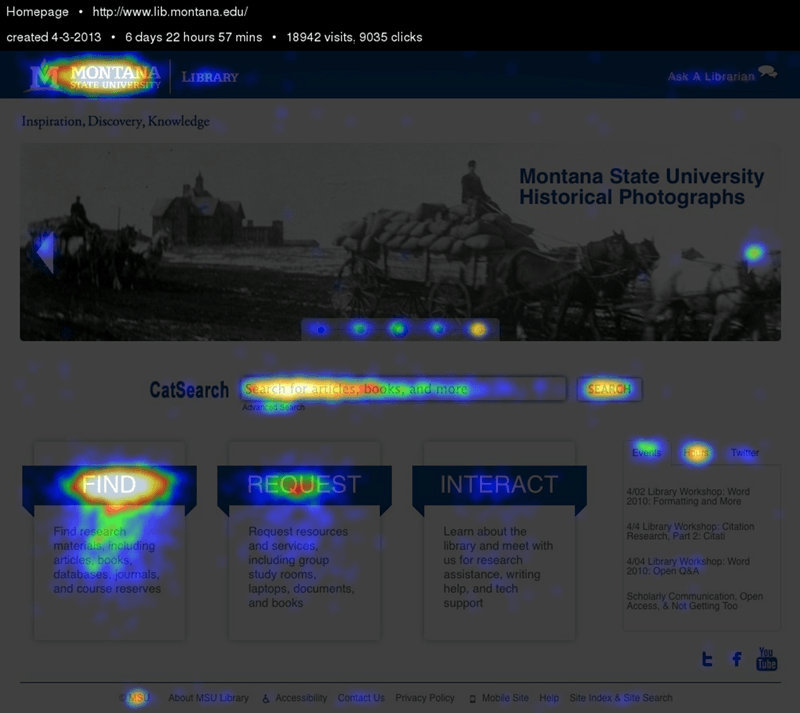 Homepage • http://www.lib.montana.edu/
created 4-3-2013 • 6 days 22 hours 57 mins • 18942 visits, 9035 clicks
M MONTANA STATE UNIVERSITY LIBRARY Ask A Librarian
Inspiration, Discovery, Knowledge
Montana State University
Historical Photographs
CatSearch Search for articles, books, and more SEARCH
Advanced Search
FIND
Find research
materials, including
articles, books,
databases, journals,
and course reserves
REQUEST
Request resources
and services,
including group
study rooms,
laptops, documents,
and books
INTERACT
Learn about the
library and meet with
us for research
assistance, writing
help, and tech
support
Events Hours Twitter
4/02 Library Workshop: Word
2010: Formatting and More
4/4 Library Workshop: Citation
Research, Part 2: Citati
4/04 Library Workshop: Word
2010: Open Q&A
Scholarly Communication, Open
Access, & Not Getting Too
t f You Tube
© MSU About MSU Library Accessibility Contact Us Privacy Policy Mobile Site Help Site Index & Site Search